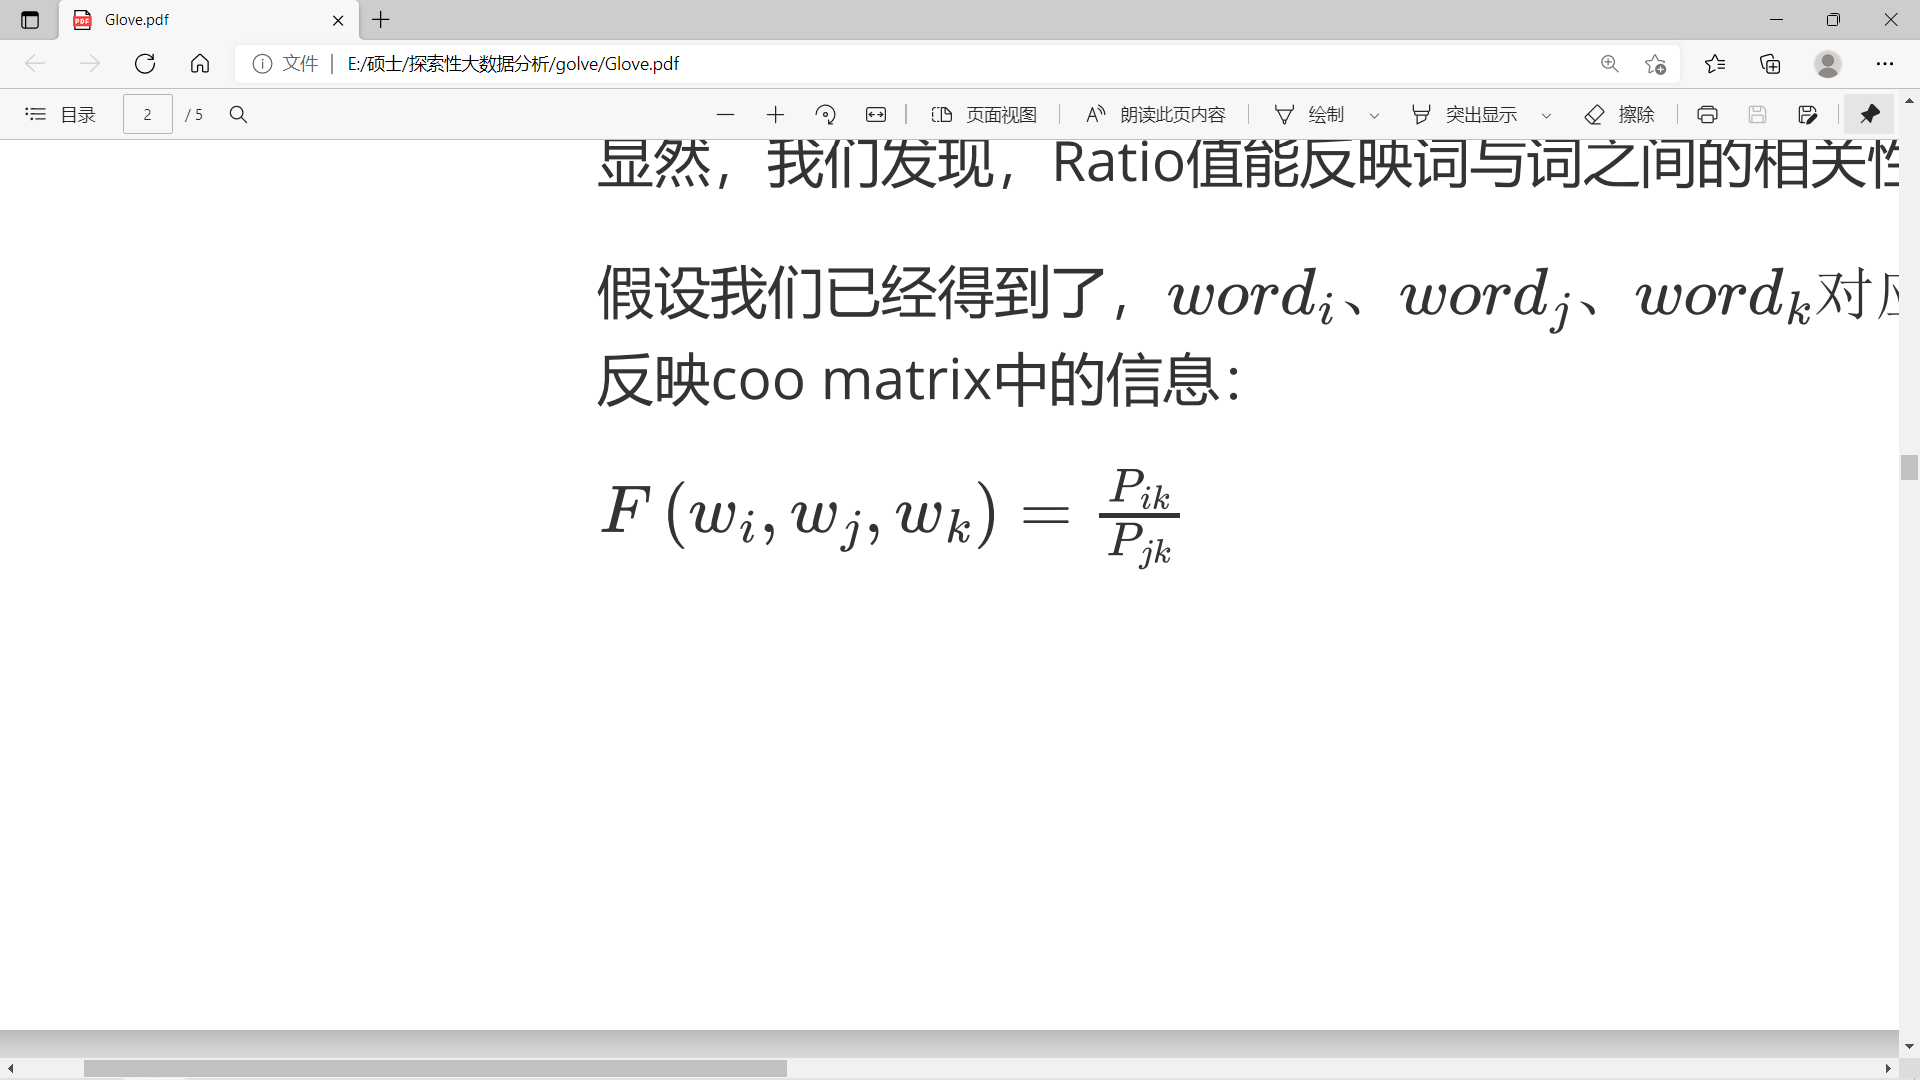 Glove.pdf
文件 | E:/硕士/探索性大数据分析/golve/Glove.pdf
目录 2 / 5 页面视图 朗读此页内容 绘制 突出显示 擦除
显然，我们发现，Ratio值能反映词与词之间的相关性
假设我们已经得到了，word_i、word_j、word_k对应
反映coo matrix中的信息：
F(w_i, w_j, w_k) = P_ik / P_jk